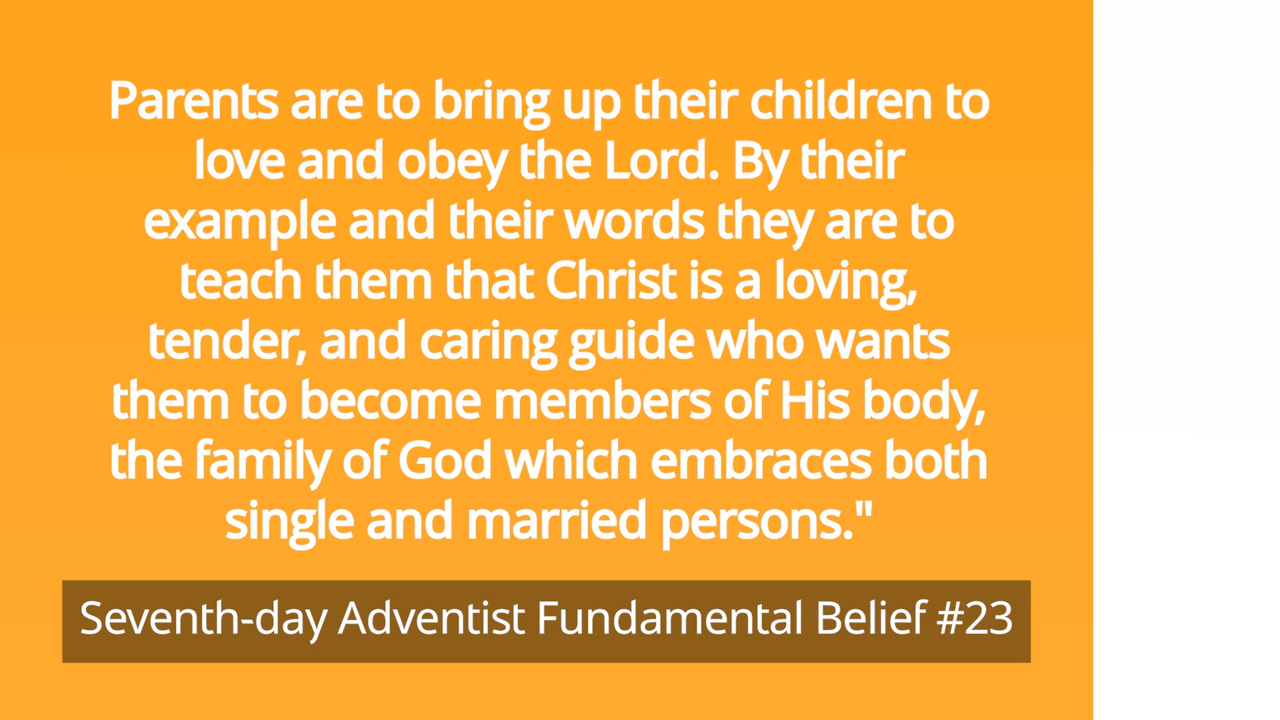 Parents are to bring up their children to
love and obey the Lord. By their
example and their words they are to
teach them that Christ is a loving,
tender, and caring guide who wants
them to become members of His body,
the family of God which embraces both
single and married persons."
Seventh-day Adventist Fundamental Belief #23